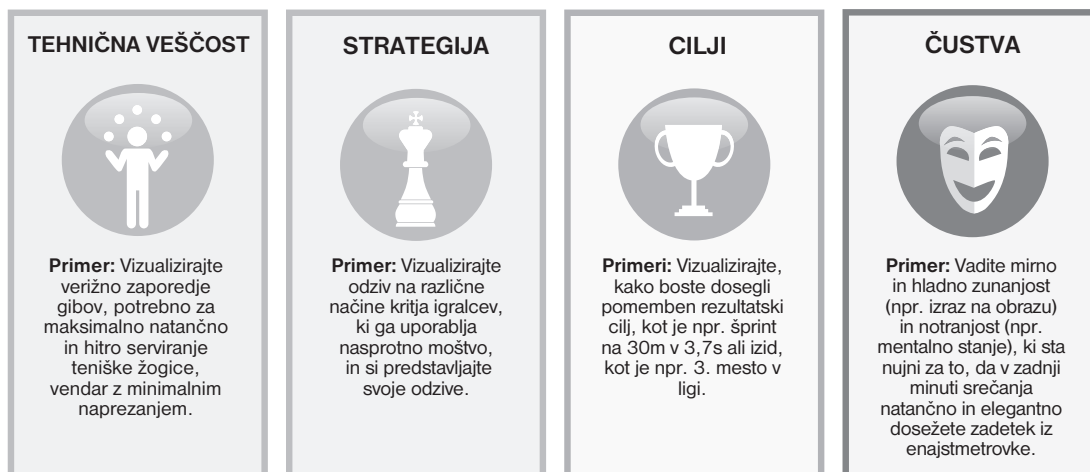 TEHNIČNA VEŠČOST
Primer: Vizualizirajte
verižno zaporedje
gibov, potrebno za
maksimalno natančno
in hitro serviranje
teniške žogice,
vendar z minimalnim
naprezanjem.
STRATEGIJA
Primer: Vizualizirajte
odziv na različne
načine kritja igralcev,
ki ga uporablja
nasprotno moštvo,
in si predstavljajte
svoje odzive.
CILJI
Primeri: Vizualizirajte,
kako boste dosegli
pomemben rezultatski
cilj, kot je npr. šprint
na 30m v 3,7s ali izid,
kot je npr. 3. mesto v
ligi.
ČUSTVA
Primer: Vadite mirno
in hladno zunanjost
(npr. izraz na obrazu)
in notranjost (npr.
mentalno stanje), ki sta
nujni za to, da v zadnji
minuti srečanja
natančno in elegantno
dosežete zadetek iz
enajstmetrovke.